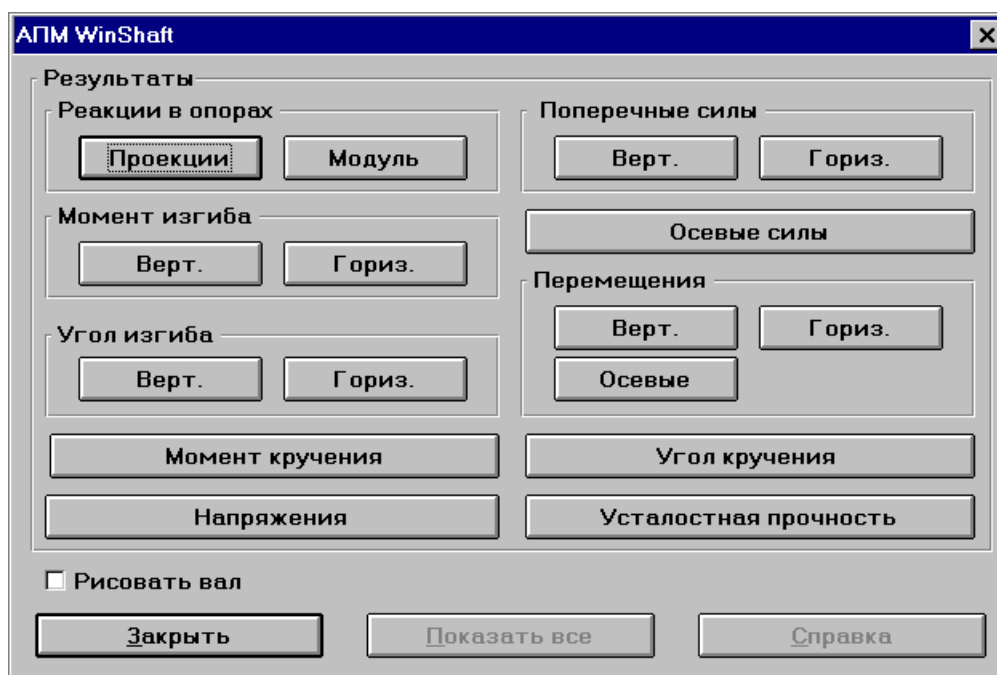 АПМ WinShaft
Результаты
Реакции в опорах
Проекции Модуль
Поперечные силы
Верт. Гориз.
Момент изгиба
Верт. Гориз.
Осевые силы
Перемещения
Верт. Гориз.
Осевые
Угол изгиба
Верт. Гориз.
Момент кручения
Угол кручения
Напряжения
Усталостная прочность
Рисовать вал
Закрыть Показать все Справка